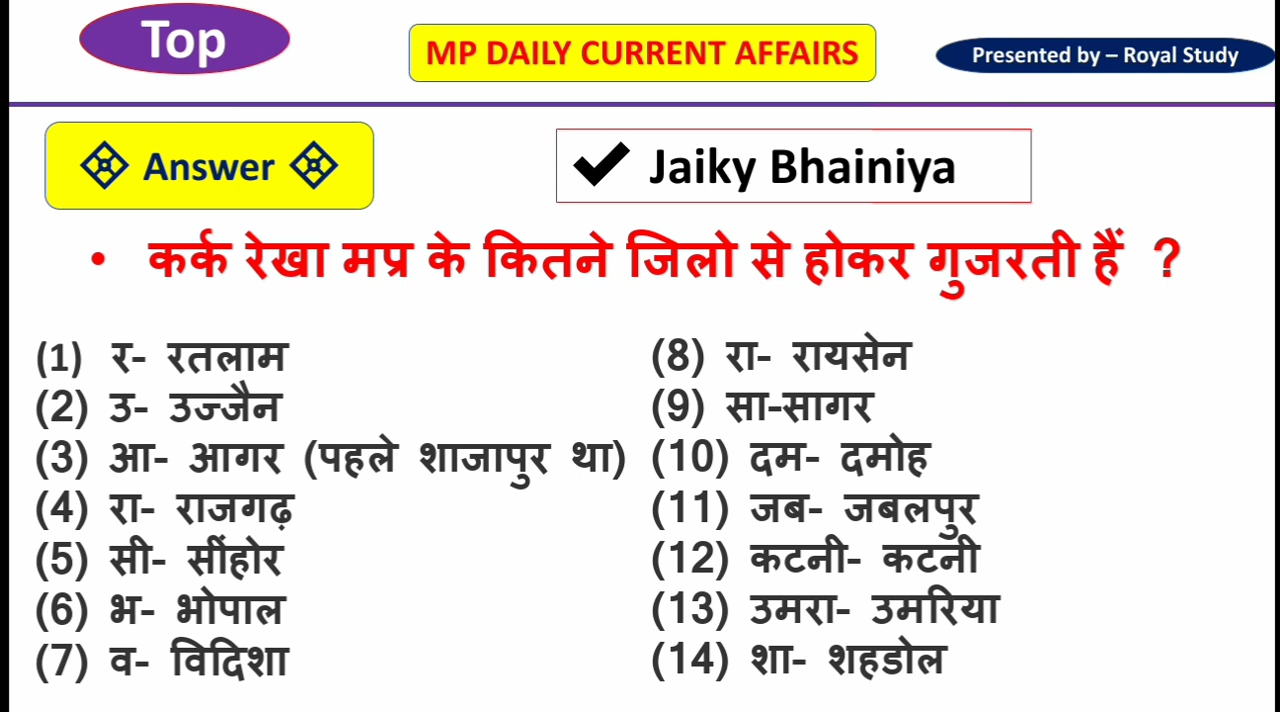 Top
MP DAILY CURRENT AFFAIRS
Presented by – Royal Study
Answer
✔ Jaiky Bhainiya
• कर्क रेखा मप्र के कितने जिलो से होकर गुजरती हैं ?
(1) र- रतलाम
(2) उ- उज्जैन
(3) आ- आगर (पहले शाजापुर था)
(4) रा- राजगढ़
(5) सी- सींहोर
(6) भ- भोपाल
(7) व- विदिशा
(8) रा- रायसेन
(9) सा-सागर
(10) दम- दमोह
(11) जब- जबलपुर
(12) कटनी- कटनी
(13) उमरा- उमरिया
(14) शा- शहडोल